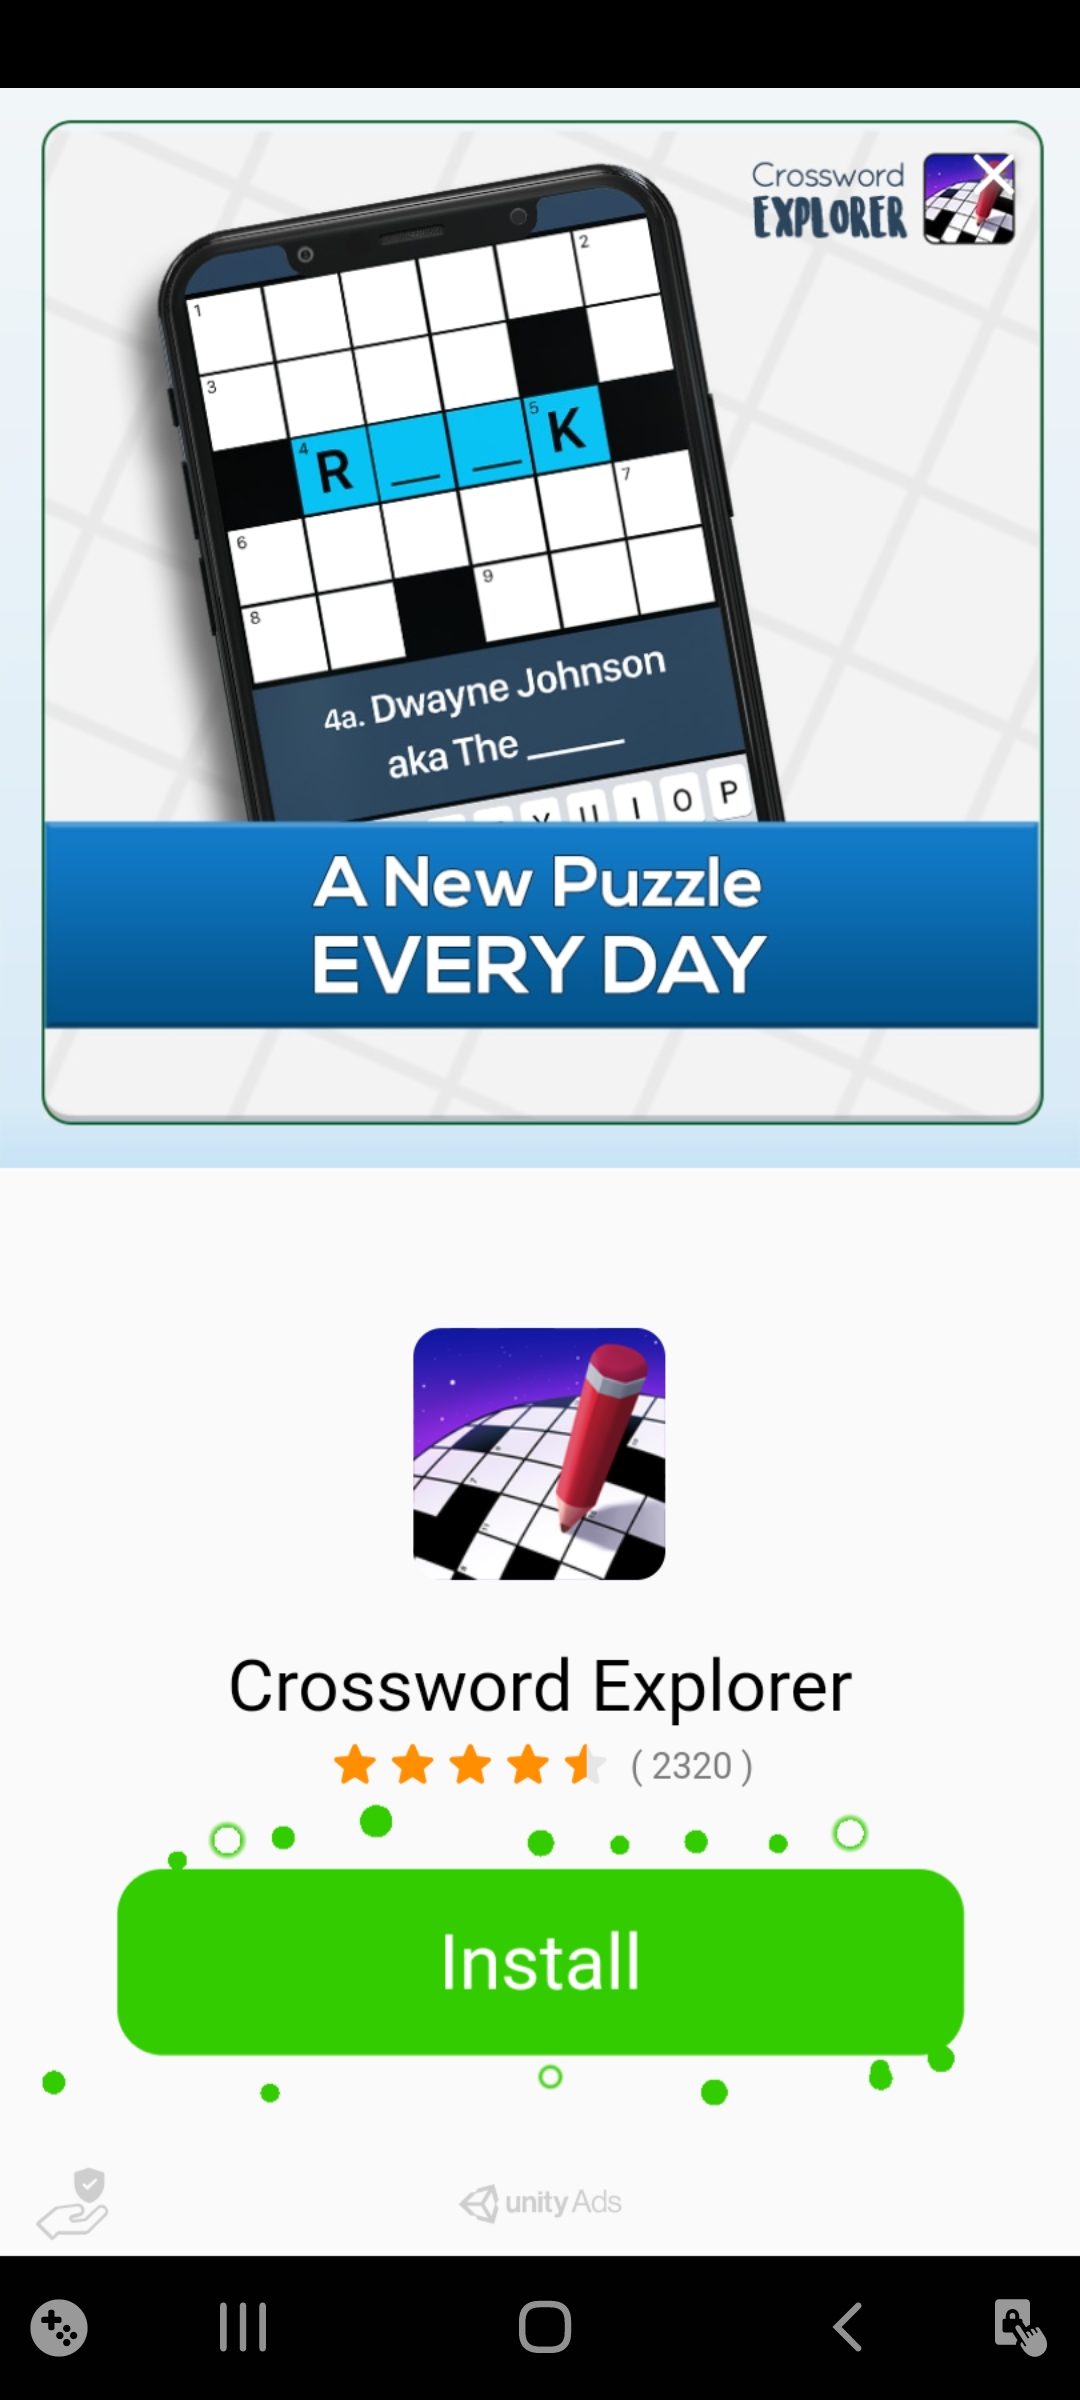 Crossword
EXPLORER
1
2
3
4 R _ _ 5 K
6
7
8
9
4a. Dwayne Johnson
aka The _____
Y U I O P
A New Puzzle
EVERY DAY
Crossword Explorer
( 2320 )
Install
unity Ads